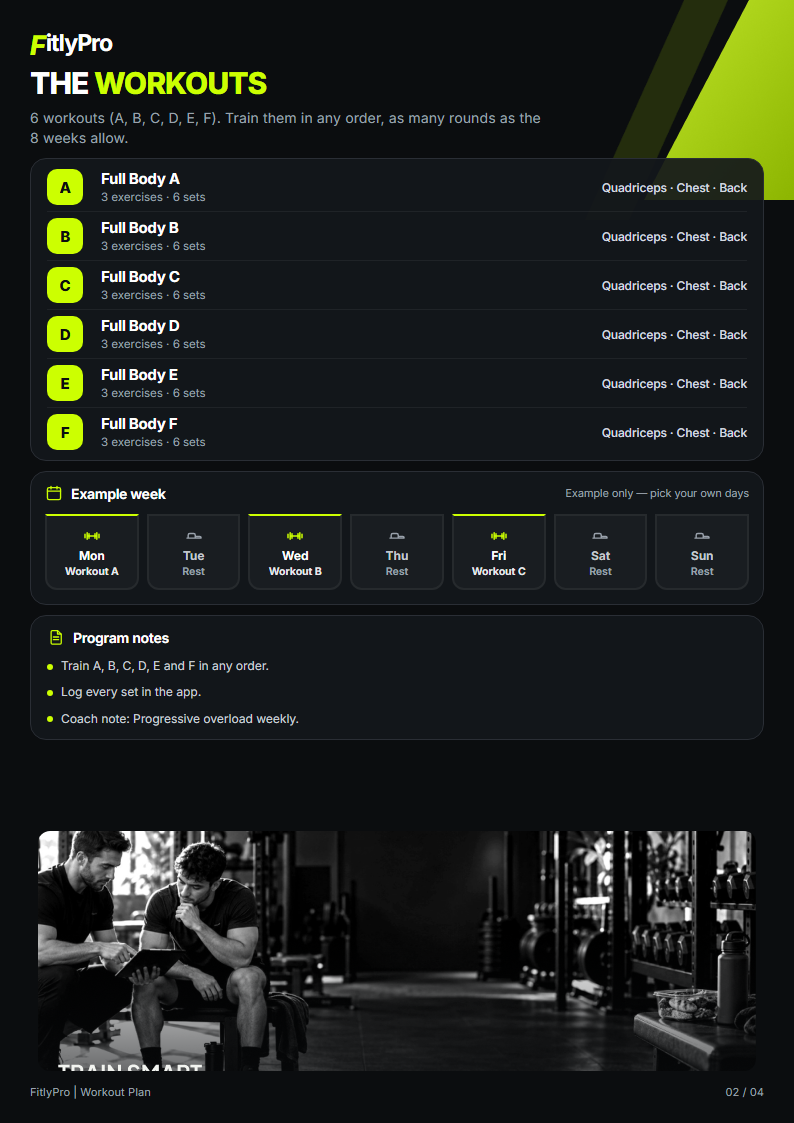 FitlyPro
THE WORKOUTS
6 workouts (A, B, C, D, E, F). Train them in any order, as many rounds as the
8 weeks allow.
A
Full Body A
3 exercises · 6 sets
Quadriceps · Chest · Back
B
Full Body B
3 exercises · 6 sets
Quadriceps · Chest · Back
C
Full Body C
3 exercises · 6 sets
Quadriceps · Chest · Back
D
Full Body D
3 exercises · 6 sets
Quadriceps · Chest · Back
E
Full Body E
3 exercises · 6 sets
Quadriceps · Chest · Back
F
Full Body F
3 exercises · 6 sets
Quadriceps · Chest · Back
Example week
Example only — pick your own days
Mon
Workout A
Tue
Rest
Wed
Workout B
Thu
Rest
Fri
Workout C
Sat
Rest
Sun
Rest
Program notes
Train A, B, C, D, E and F in any order.
Log every set in the app.
Coach note: Progressive overload weekly.
TRAIN SMART
FitlyPro | Workout Plan
02 / 04